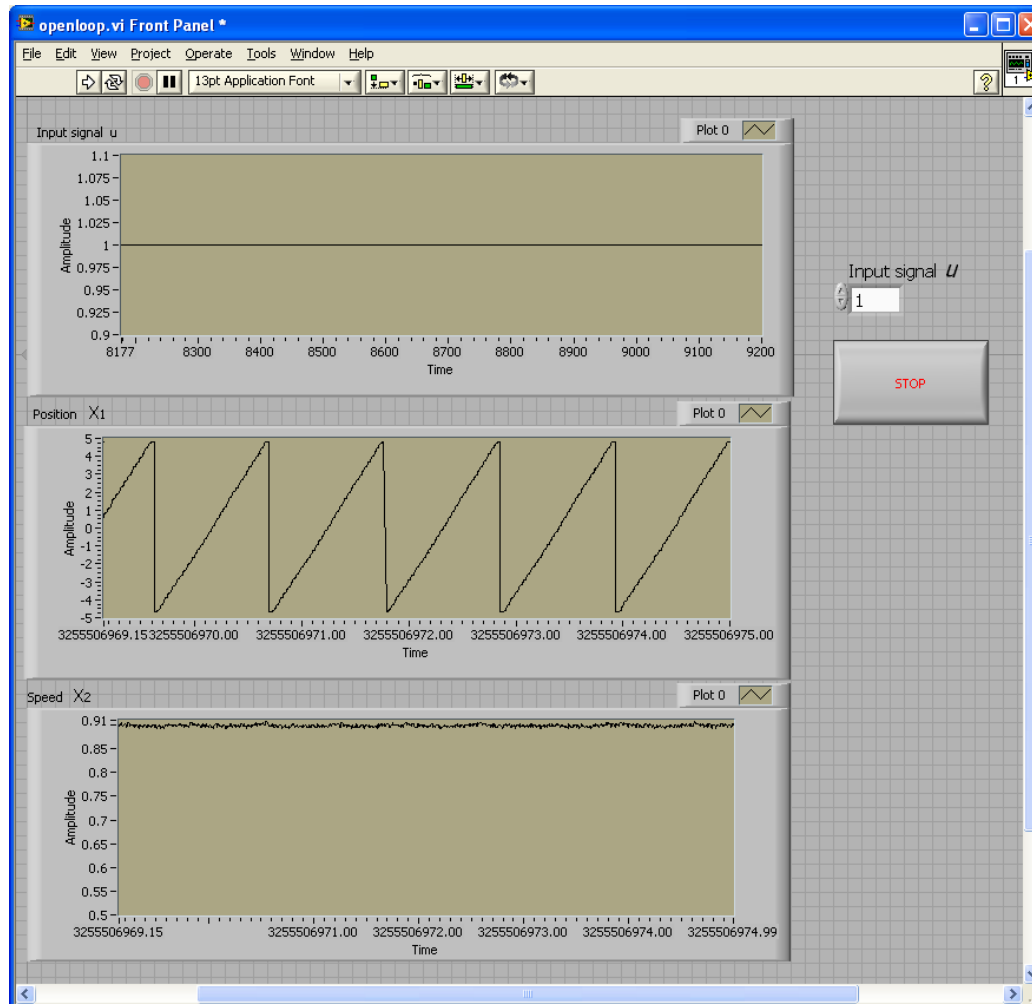 openloop.vi Front Panel *
File Edit View Project Operate Tools Window Help
13pt Application Font
?
1
Input signal u
Plot 0
1.1
1.075
1.05
1.025
1
0.975
0.95
0.925
0.9
Amplitude
8177 8300 8400 8500 8600 8700 8800 8900 9000 9100 9200
Time
Input signal u
1
STOP
Position X1
Plot 0
5
4
3
2
1
0
-1
-2
-3
-4
-5
Amplitude
3255506969.15 3255506970.00 3255506971.00 3255506972.00 3255506973.00 3255506974.00 3255506975.00
Time
Speed X2
Plot 0
0.91
0.85
0.8
0.75
0.7
0.65
0.6
0.55
0.5
Amplitude
3255506969.15 3255506971.00 3255506972.00 3255506973.00 3255506974.00 3255506974.99
Time